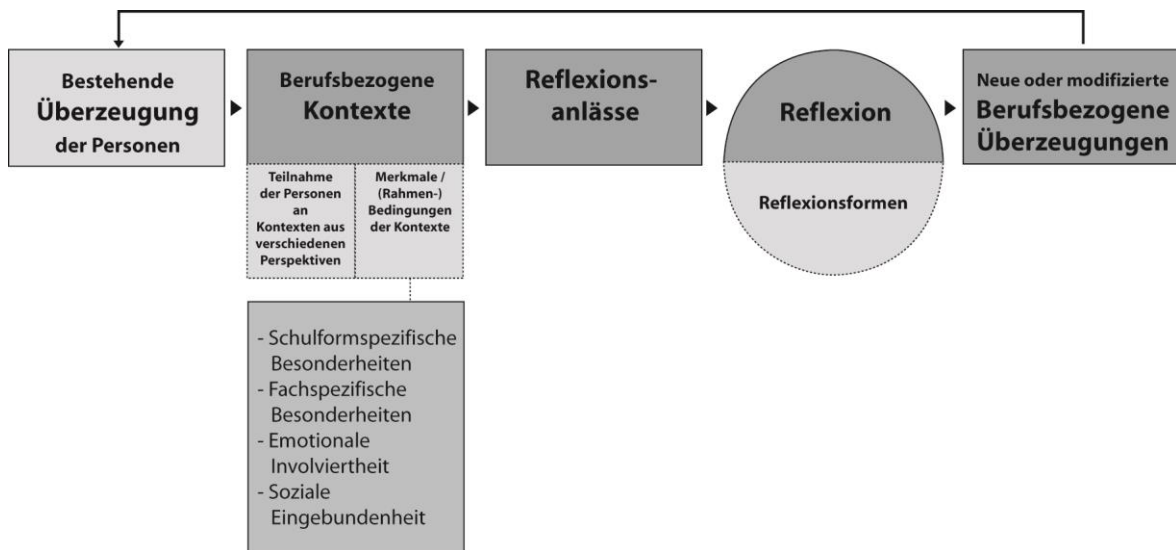 Bestehende
Überzeugung
der Personen
Berufsbezogene
Kontexte
Teilnahme
der Personen
an
Kontexten aus
verschiedenen
Perspektiven
Merkmale /
(Rahmen-)
Bedingungen
der Kontexte
- Schulformspezifische
Besonderheiten
- Fachspezifische
Besonderheiten
- Emotionale
Involviertheit
- Soziale
Eingebundenheit
Reflexions-
anlässe
Reflexion
Reflexionsformen
Neue oder modifizierte
Berufsbezogene
Überzeugungen